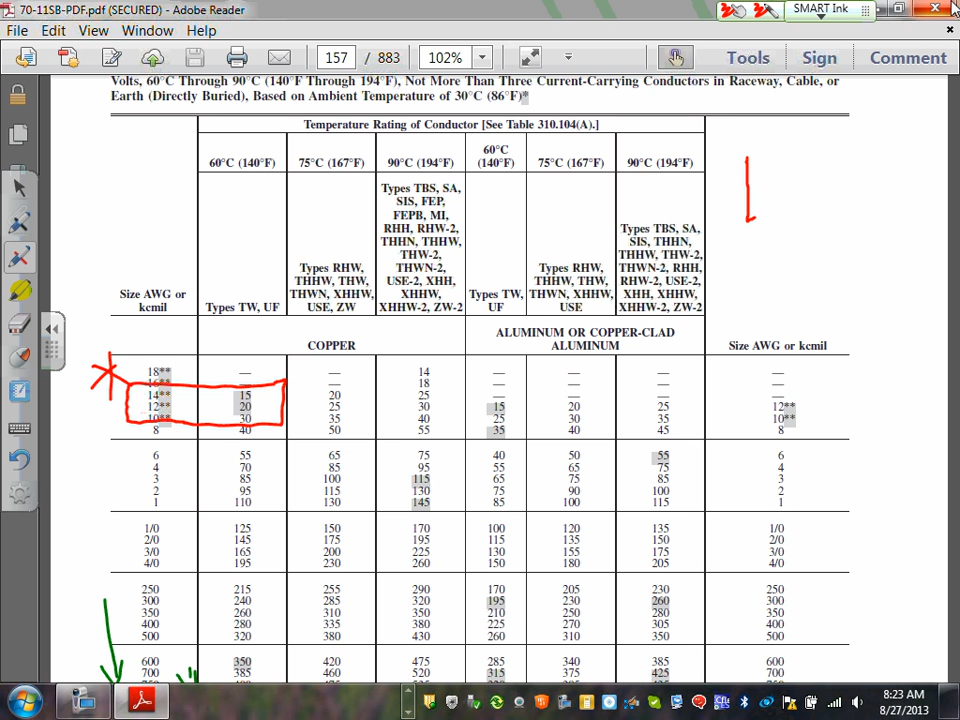 70-11SB-PDF.pdf (SECURED) - Adobe Reader
SMART Ink
File Edit View Window Help
157 / 883 102% Tools Sign Comment
Volts, 60°C Through 90°C (140°F Through 194°F), Not More Than Three Current-Carrying Conductors in Raceway, Cable, or
Earth (Directly Buried), Based on Ambient Temperature of 30°C (86°F)*
Temperature Rating of Conductor [See Table 310.104(A).]
60°C (140°F) 75°C (167°F) 90°C (194°F) 60°C (140°F) 75°C (167°F) 90°C (194°F)
Types TW, UF
Types RHW,
THHW, THW,
THWN, XHHW,
USE, ZW
Types TBS, SA,
SIS, FEP,
FEPB, MI,
RHH, RHW-2,
THHN, THHW,
THW-2,
THWN-2,
USE-2, XHH,
XHHW,
XHHW-2, ZW-2
Types TW,
UF
Types RHW,
THHW, THW,
THWN, XHHW,
USE
Types TBS, SA,
SIS, THHN,
THHW, THW-2,
THWN-2, RHH,
RHW-2, USE-2,
XHH, XHHW,
XHHW-2, ZW-2
Size AWG or
kcmil
COPPER
ALUMINUM OR COPPER-CLAD
ALUMINUM
Size AWG or kcmil
18** — — 14 — — — —
16** — — 18 — — — —
14** 15 20 25 — — — —
12** 20 25 30 15 20 25 12**
10** 30 35 40 25 30 35 10**
8 40 50 55 35 40 45 8
6 55 65 75 40 50 55 6
4 70 85 95 55 65 75 4
3 85 100 115 65 75 85 3
2 95 115 130 75 90 100 2
1 110 130 145 85 100 115 1
1/0 125 150 170 100 120 135 1/0
2/0 145 175 195 115 135 150 2/0
3/0 165 200 225 130 155 175 3/0
4/0 195 230 260 150 180 205 4/0
250 215 255 290 170 205 230 250
300 240 285 320 195 230 260 300
350 260 310 350 210 250 280 350
400 280 335 380 225 270 305 400
500 320 380 430 260 310 350 500
600 350 420 475 285 340 385 600
700 385 460 520 315 375 425 700
8:23 AM
8/27/2013